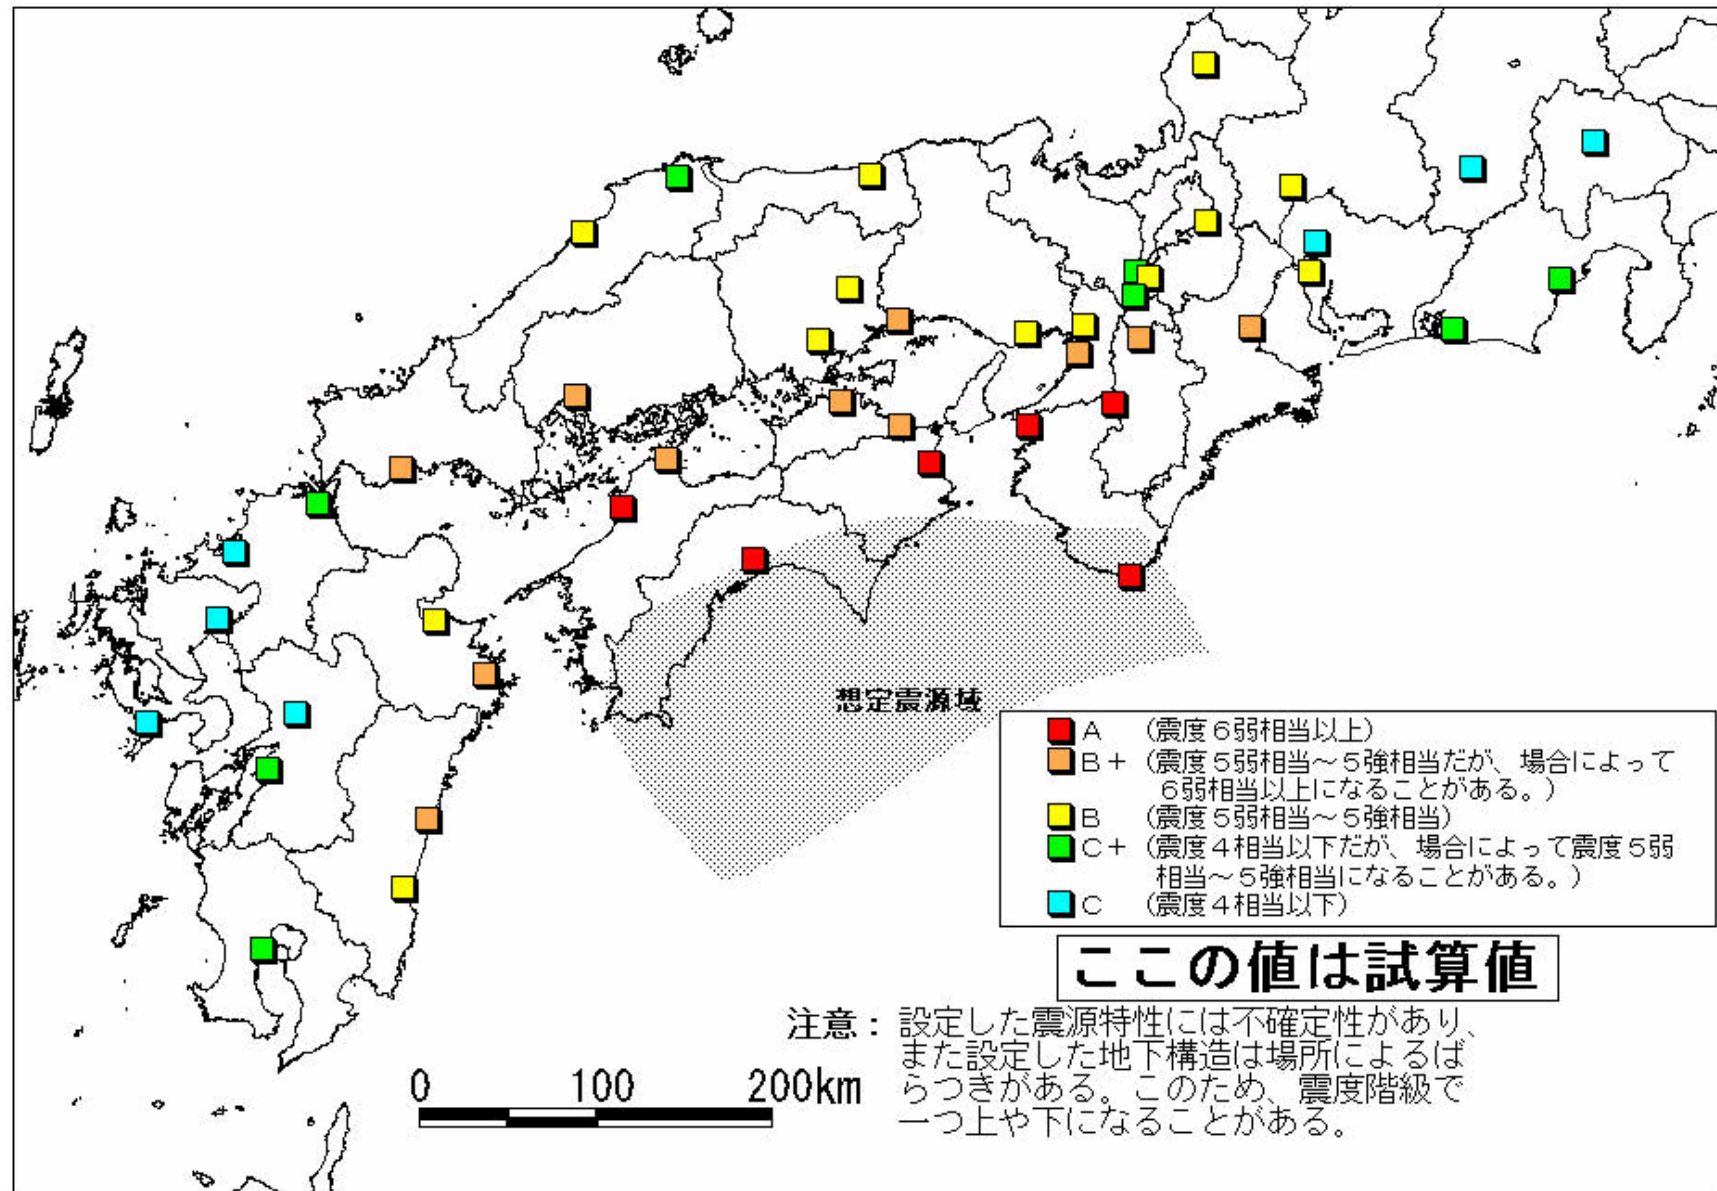 想定震源域
A （震度６弱相当以上）
B＋ （震度５弱相当～５強相当だが、場合によって
６弱相当以上になることがある。）
B （震度５弱相当～５強相当）
C＋ （震度４相当以下だが、場合によって震度５弱
相当～５強相当になることがある。）
C （震度４相当以下）
ここの値は試算値
注意：設定した震源特性には不確定性があり、
また設定した地下構造は場所によるば
らつきがある。このため、震度階級で
一つ上や下になることがある。
0 100 200km